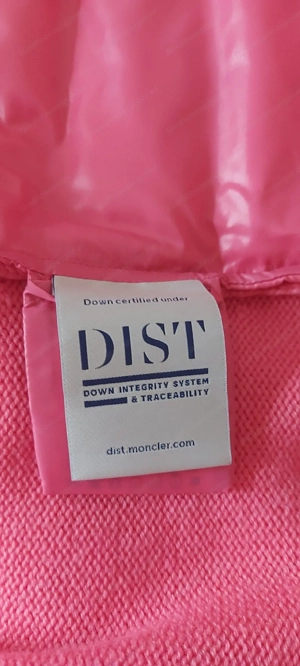 Down certified under
DIST
DOWN INTEGRITY SYSTEM
& TRACEABILITY
dist.moncler.com